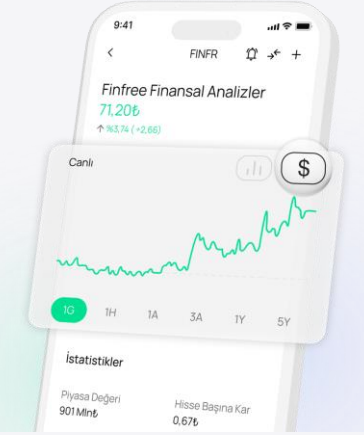 9:41
FINFR
Finfree Finansal Analizler
71,20₺
↑ %3,74 (+2,66)
Canlı
$
1G 1H 1A 3A 1Y 5Y
İstatistikler
Piyasa Değeri Hisse Başına Kar
901 Mln₺ 0,67₺